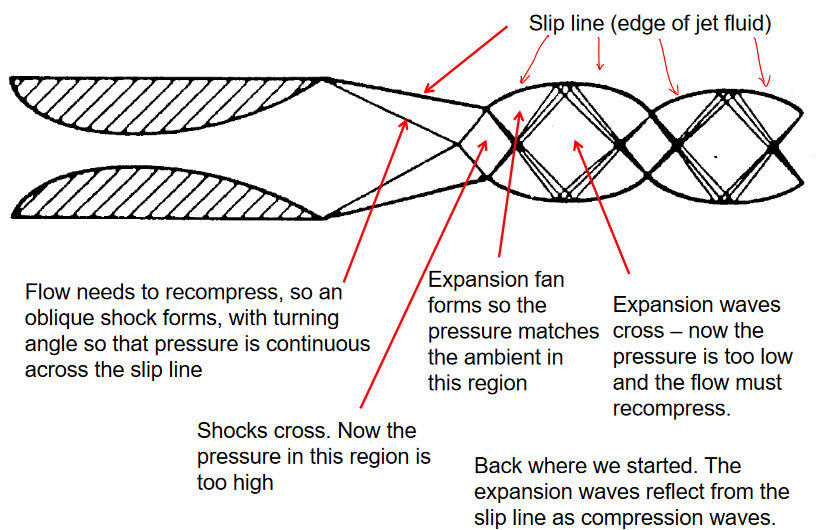 Slip line (edge of jet fluid)
Flow needs to recompress, so an
oblique shock forms, with turning
angle so that pressure is continuous
across the slip line
Shocks cross. Now the
pressure in this region is
too high
Expansion fan
forms so the
pressure matches
the ambient in
this region
Expansion waves
cross – now the
pressure is too low
and the flow must
recompress.
Back where we started. The
expansion waves reflect from the
slip line as compression waves.